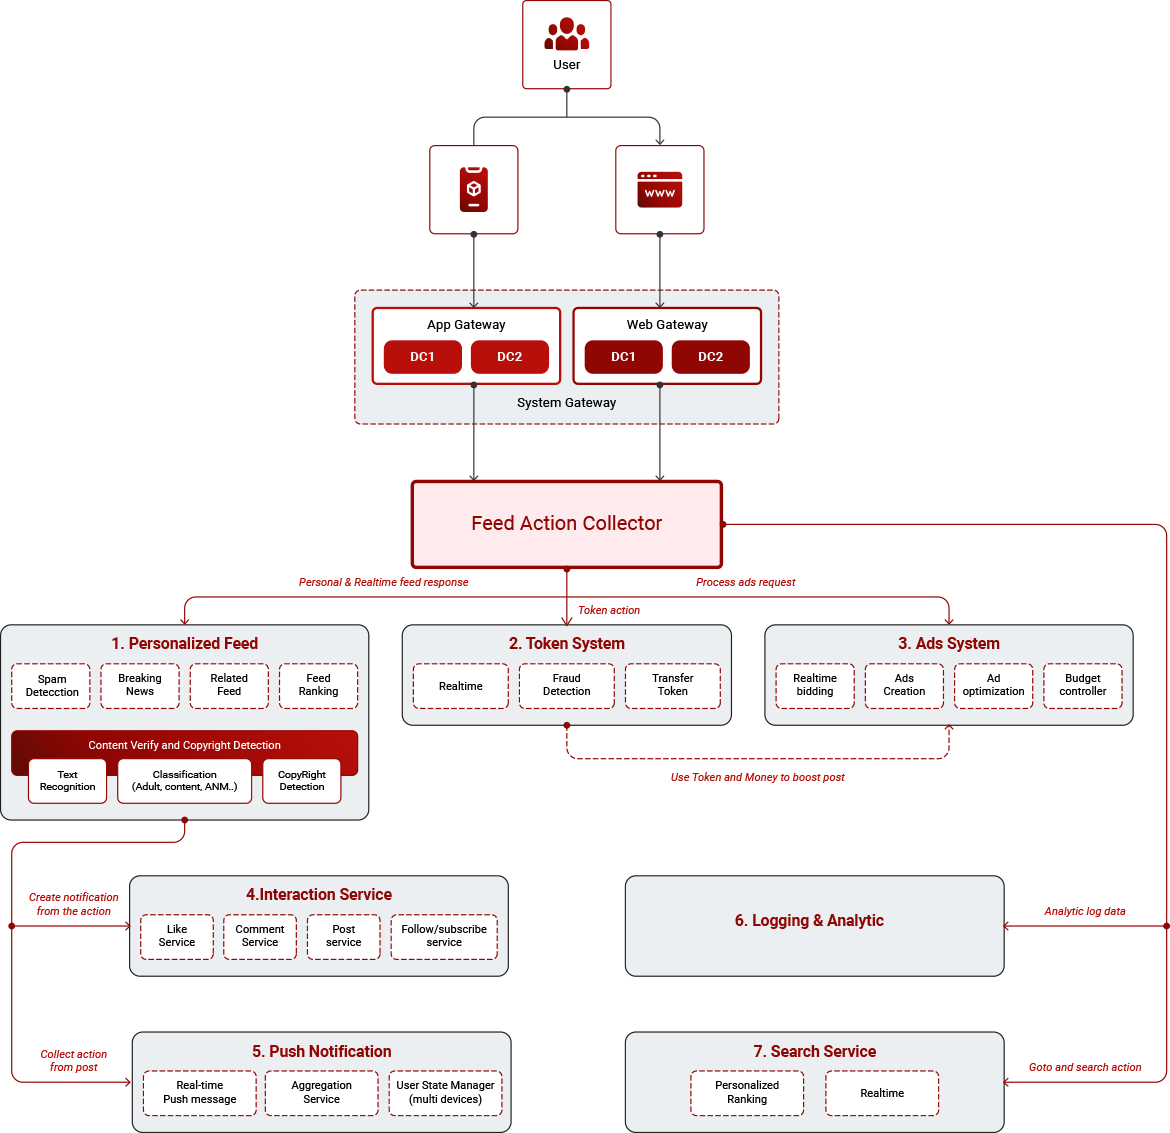 User
WWW
App Gateway
Web Gateway
DC1
DC2
DC1
DC2
System Gateway
Feed Action Collector
Personal & Realtime feed response
Process ads request
Token action
1. Personalized Feed
Spam
Detecction
Breaking
News
Related
Feed
Feed
Ranking
Content Verify and Copyright Detection
Text
Recognition
Classification
(Adult, content, ANM..)
CopyRight
Detection
2. Token System
Realtime
Fraud
Detection
Transfer
Token
3. Ads System
Realtime
bidding
Ads
Creation
Ad
optimization
Budget
controller
Use Token and Money to boost post
Create notification
from the action
4.Interaction Service
Like
Service
Comment
Service
Post
service
Follow/subscribe
service
6. Logging & Analytic
Analytic log data
Collect action
from post
5. Push Notification
Real-time
Push message
Aggregation
Service
User State Manager
(multi devices)
7. Search Service
Personalized
Ranking
Realtime
Goto and search action